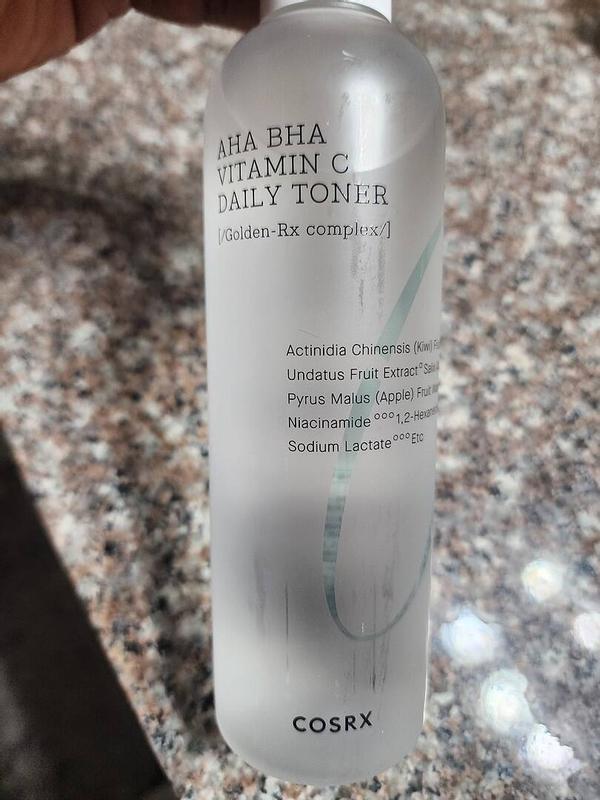 AHA BHA
VITAMIN C
DAILY TONER
[/Golden-Rx complex/]
Actinidia Chinensis (Kiwi)
Undatus Fruit Extract°
Pyrus Malus (Apple) Fruit
Niacinamide°°°1,2-Hexane
Sodium Lactate°°°Etc
COSRX